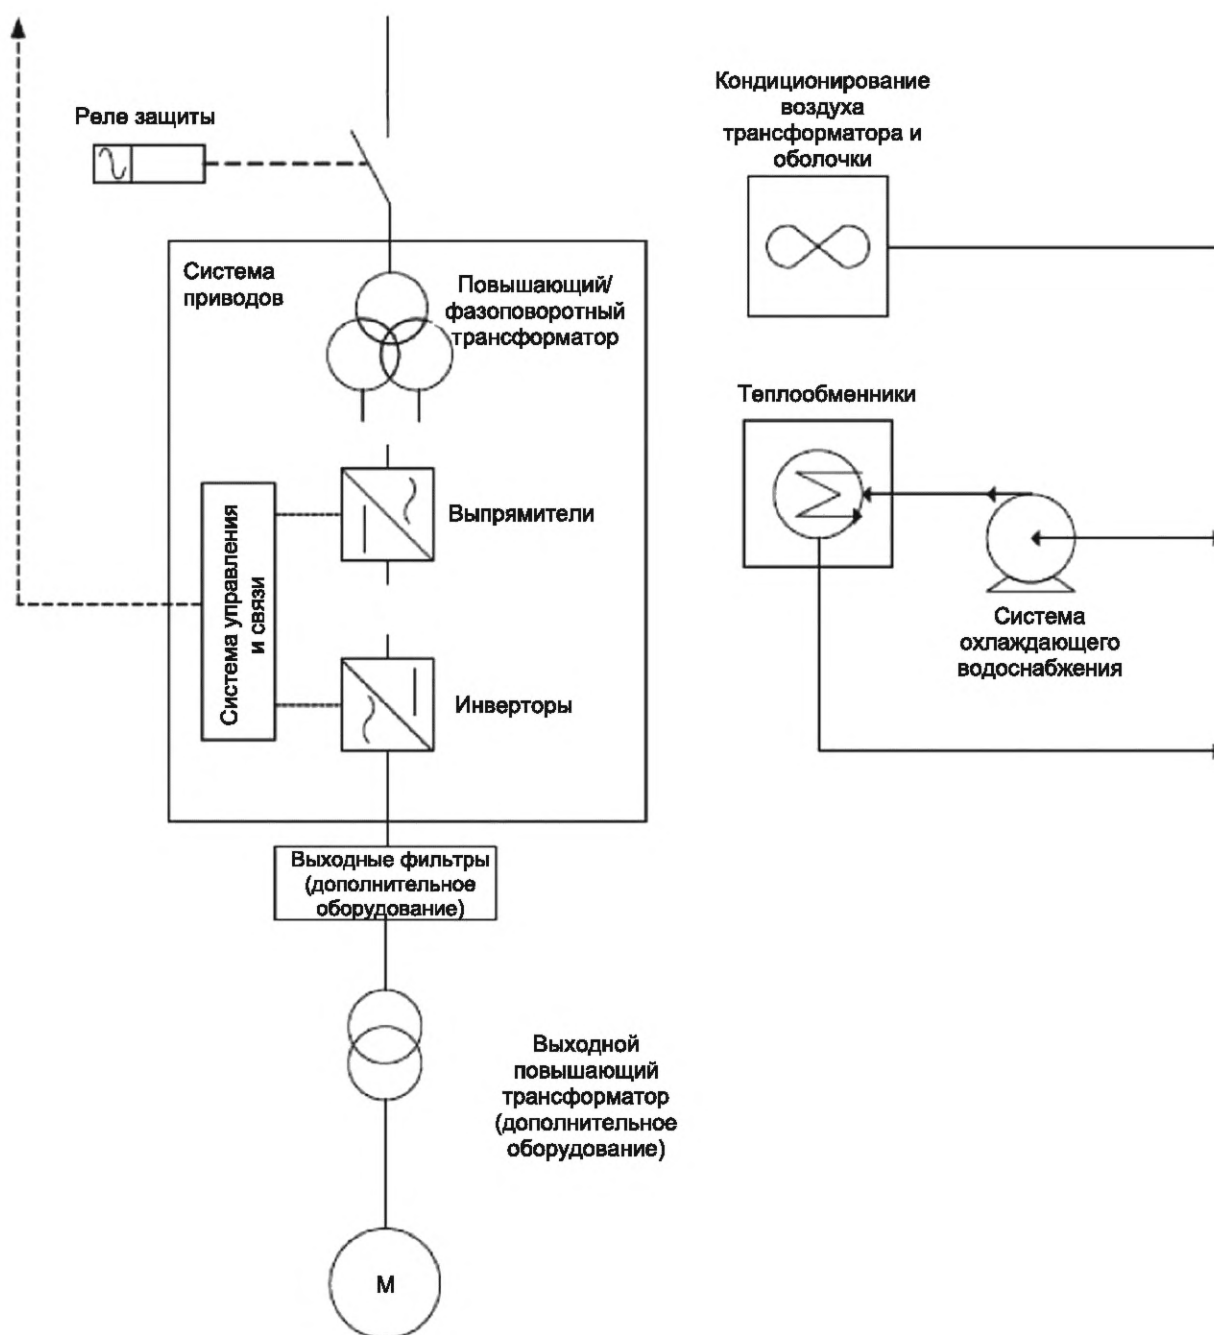 Реле защиты
Кондиционирование
воздуха
трансформатора и
оболочки
Система
приводов
Повышающий/
фазоповоротный
трансформатор
Теплообменники
Выпрямители
Система управления
и связи
Инверторы
Система
охлаждающего
водоснабжения
Выходные фильтры
(дополнительное
оборудование)
Выходной
повышающий
трансформатор
(дополнительное
оборудование)
М